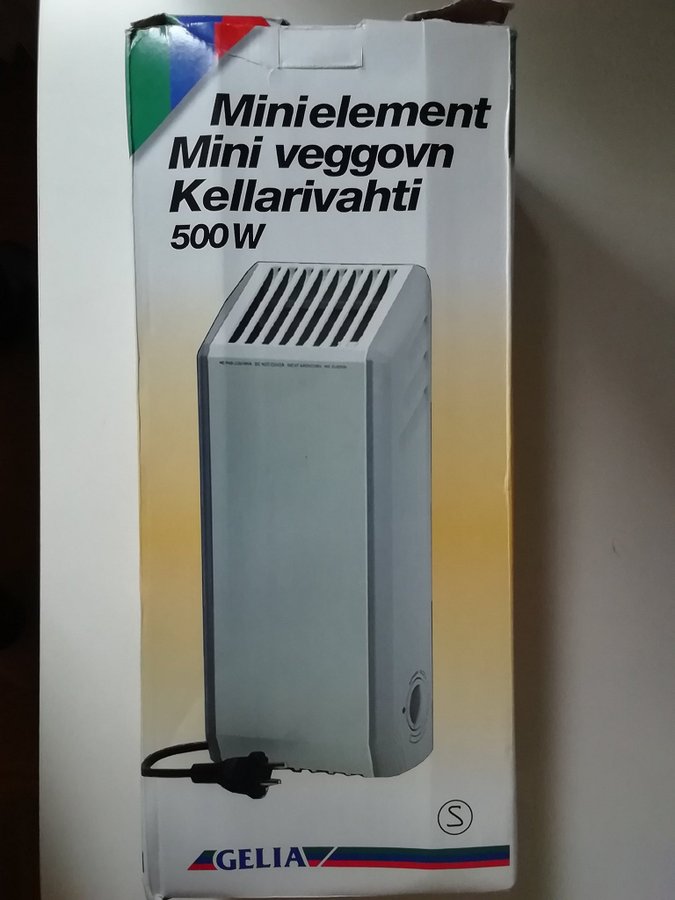 Minielement
Mini veggovn
Kellarivahti
500 W
S
GELIA